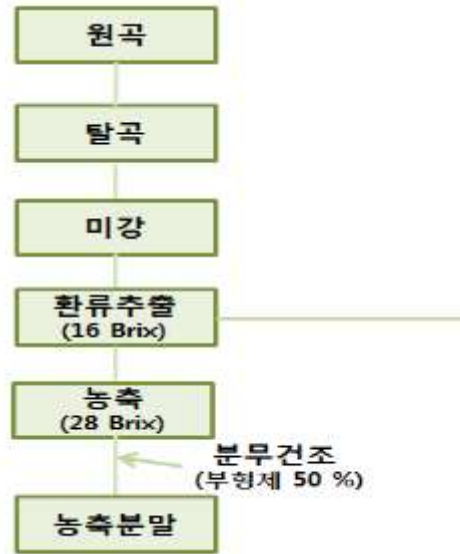 원곡
탈곡
미강
환류추출
(16 Brix)
농축
(28 Brix)
분무건조
(부형제 50 %)
농축분말